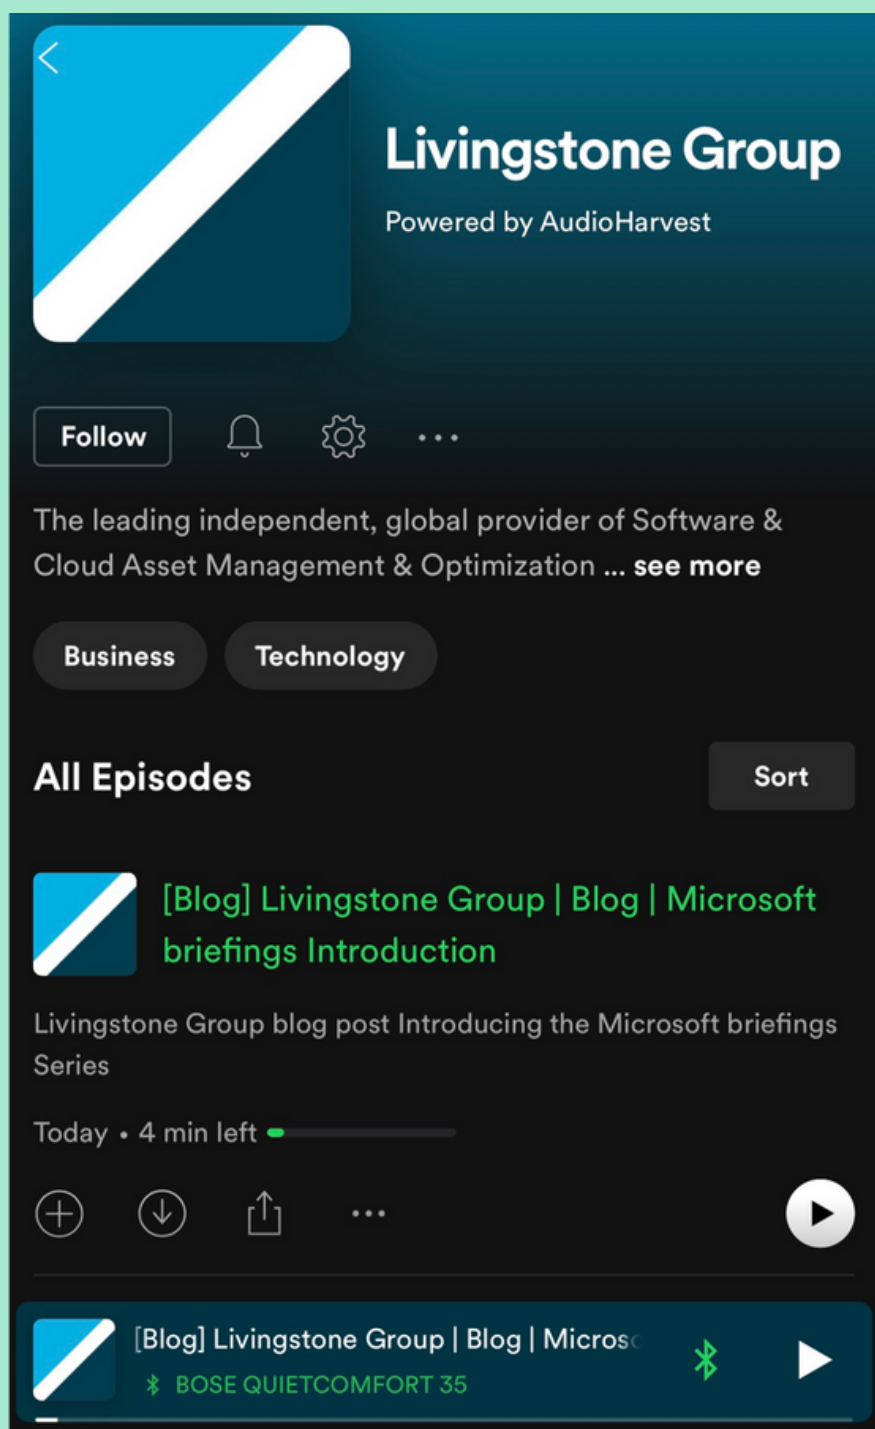 Livingstone Group
Powered by AudioHarvest
Follow
The leading independent, global provider of Software &
Cloud Asset Management & Optimization ... see more
Business
Technology
All Episodes
Sort
[Blog] Livingstone Group | Blog | Microsoft
briefings Introduction
Livingstone Group blog post Introducing the Microsoft briefings
Series
Today • 4 min left
[Blog] Livingstone Group | Blog | Micros
BOSE QUIETCOMFORT 35